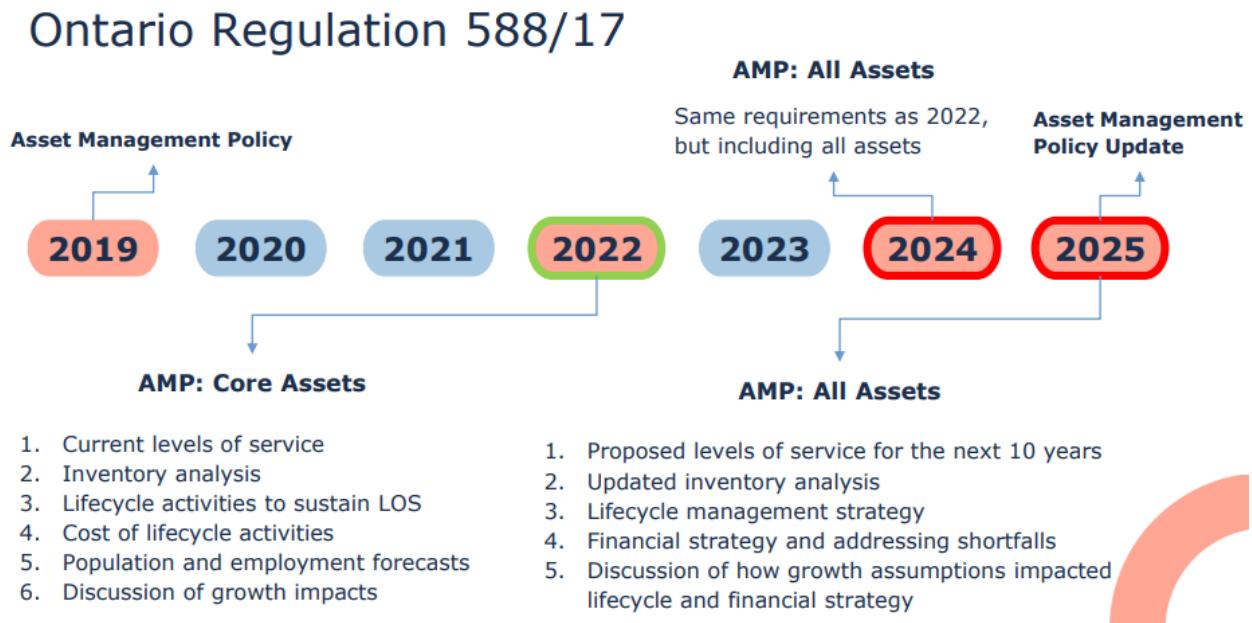 Ontario Regulation 588/17
AMP: All Assets
Same requirements as 2022,
but including all assets
Asset Management Policy
Asset Management
Policy Update
2019
2020
2021
2022
2023
2024
2025
AMP: Core Assets
1. Current levels of service
2. Inventory analysis
3. Lifecycle activities to sustain LOS
4. Cost of lifecycle activities
5. Population and employment forecasts
6. Discussion of growth impacts
AMP: All Assets
1. Proposed levels of service for the next 10 years
2. Updated inventory analysis
3. Lifecycle management strategy
4. Financial strategy and addressing shortfalls
5. Discussion of how growth assumptions impacted
lifecycle and financial strategy